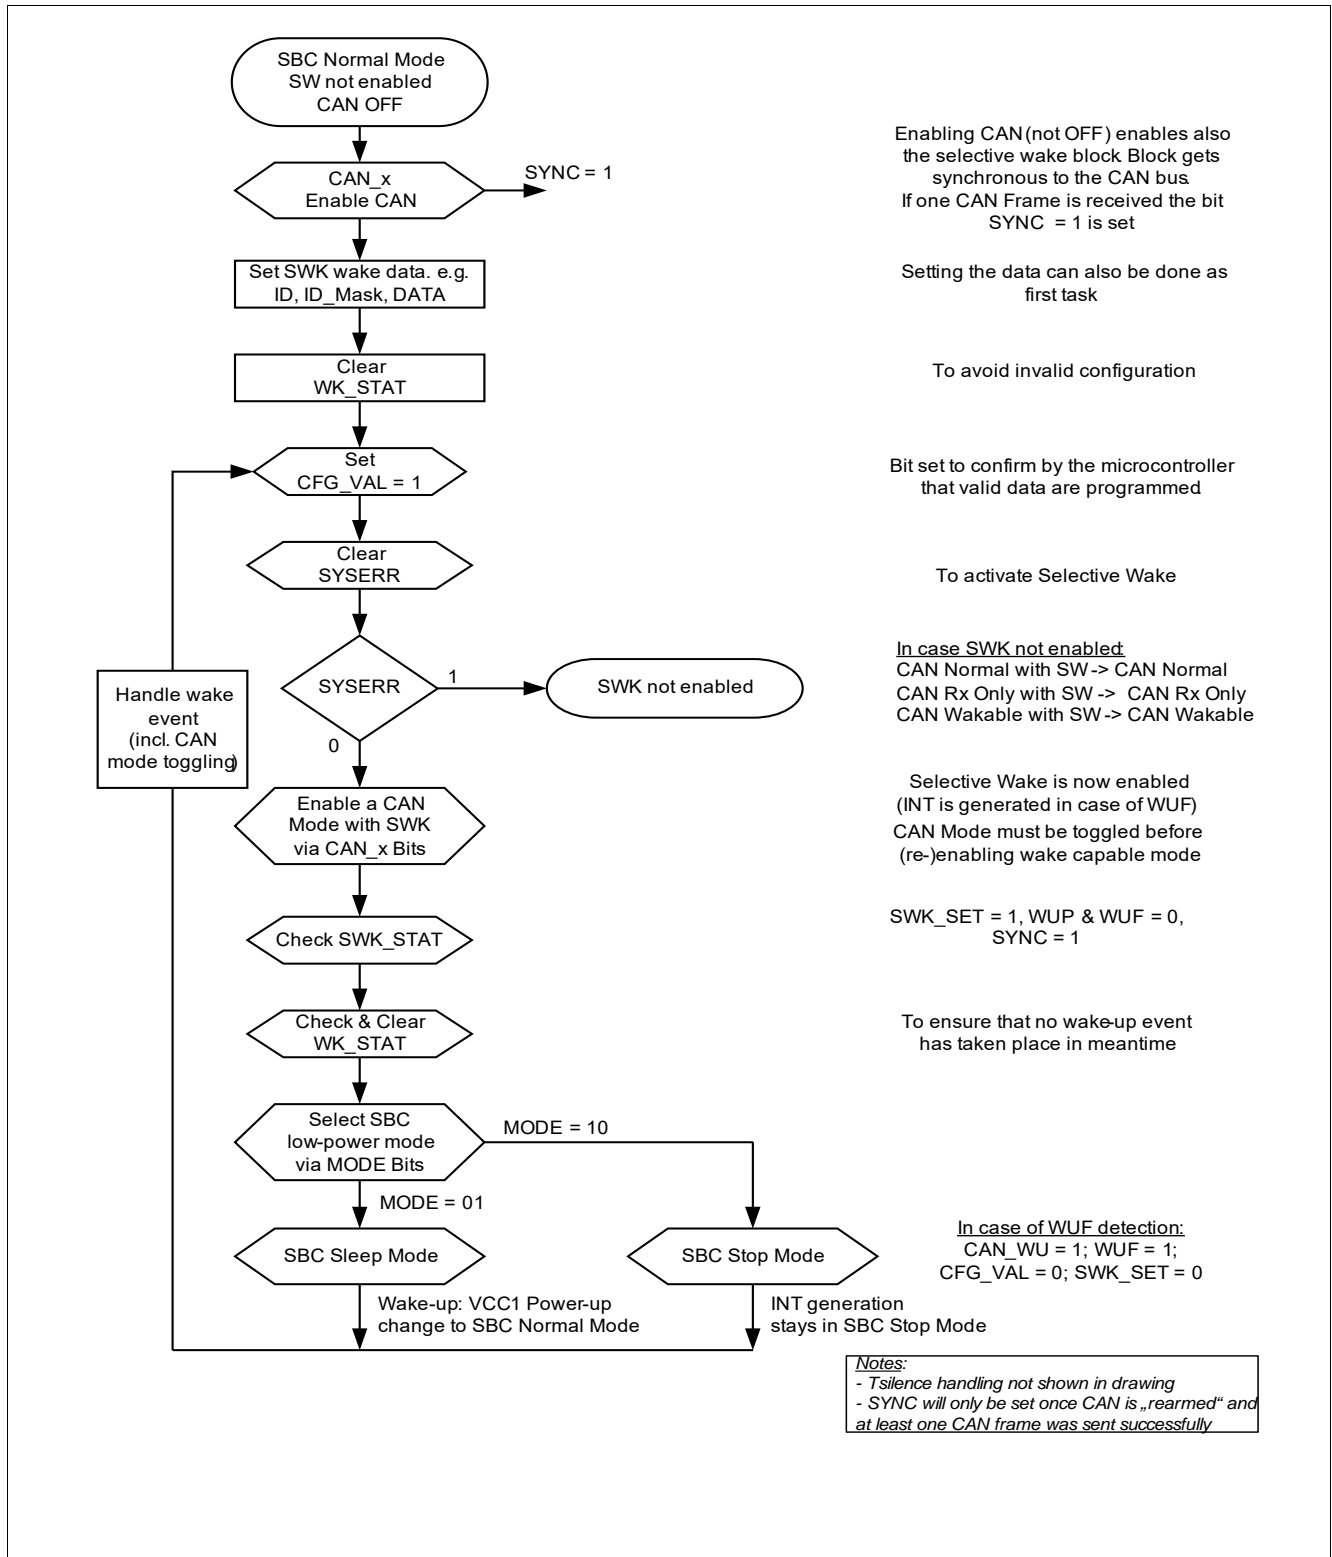 SBC Normal Mode
SW not enabled
CAN OFF
CAN_x
Enable CAN
SYNC = 1
Enabling CAN (not OFF) enables also
the selective wake block. Block gets
synchronous to the CAN bus.
If one CAN Frame is received the bit
SYNC = 1 is set
Set SWK wake data. e.g.
ID, ID_Mask, DATA
Setting the data can also be done as
first task
Clear
WK_STAT
To avoid invalid configuration
Set
CFG_VAL = 1
Bit set to confirm by the microcontroller
that valid data are programmed.
Clear
SYSERR
To activate Selective Wake
SYSERR
1
0
SWK not enabled
In case SWK not enabled:
CAN Normal with SW -> CAN Normal
CAN Rx Only with SW -> CAN Rx Only
CAN Wakable with SW -> CAN Wakable
Handle wake
event
(incl. CAN
mode toggling)
Enable a CAN
Mode with SWK
via CAN_x Bits
Selective Wake is now enabled
(INT is generated in case of WUF)
CAN Mode must be toggled before
(re-)enabling wake capable mode
Check SWK_STAT
SWK_SET = 1, WUP & WUF = 0,
SYNC = 1
Check & Clear
WK_STAT
To ensure that no wake-up event
has taken place in meantime
Select SBC
low-power mode
via MODE Bits
MODE = 10
MODE = 01
SBC Sleep Mode
SBC Stop Mode
In case of WUF detection:
CAN_WU = 1; WUF = 1;
CFG_VAL = 0; SWK_SET = 0
Wake-up: VCC1 Power-up
change to SBC Normal Mode
INT generation
stays in SBC Stop Mode
Notes:
- Tsilence handling not shown in drawing
- SYNC will only be set once CAN is „rearmed“ and
at least one CAN frame was sent successfully